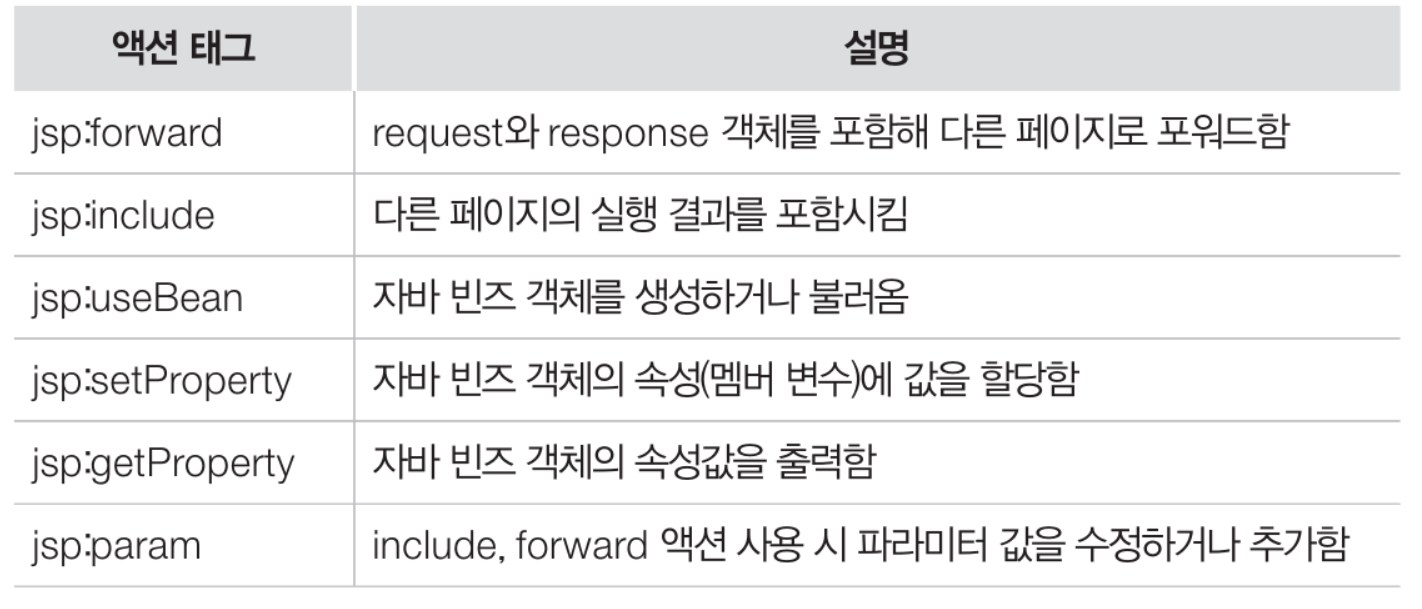 액션 태그 설명
jsp:forward request와 response 객체를 포함해 다른 페이지로 포워드함
jsp:include 다른 페이지의 실행 결과를 포함시킴
jsp:useBean 자바 빈즈 객체를 생성하거나 불러옴
jsp:setProperty 자바 빈즈 객체의 속성(멤버 변수)에 값을 할당함
jsp:getProperty 자바 빈즈 객체의 속성값을 출력함
jsp:param include, forward 액션 사용 시 파라미터 값을 수정하거나 추가함